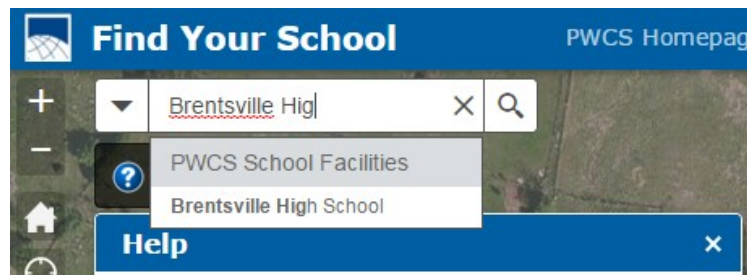 Find Your School
PWCS Homepag
Brentsville Hig
PWCS School Facilities
Brentsville High School
Help